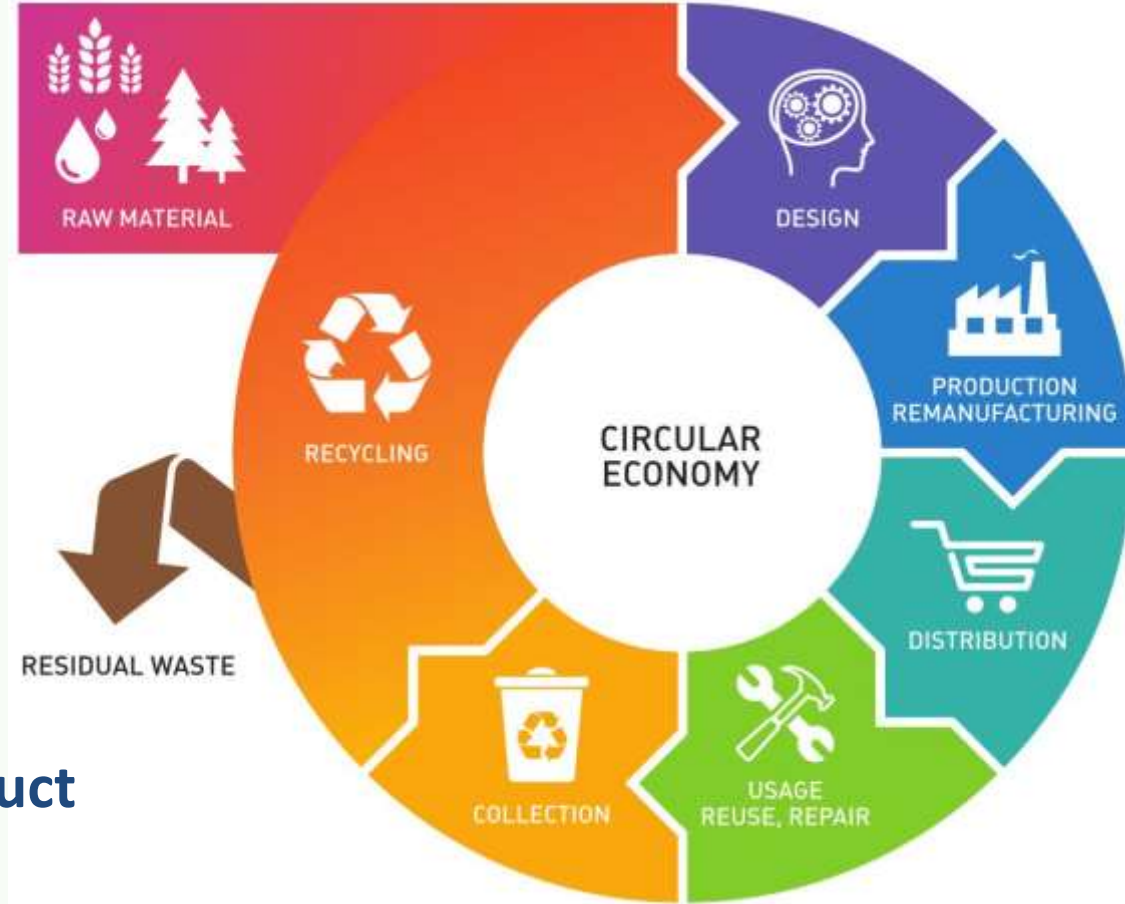 RAW MATERIAL
DESIGN
PRODUCTION
REMANUFACTURING
RECYCLING
CIRCULAR
ECONOMY
DISTRIBUTION
RESIDUAL WASTE
uct
COLLECTION
USAGE
REUSE, REPAIR